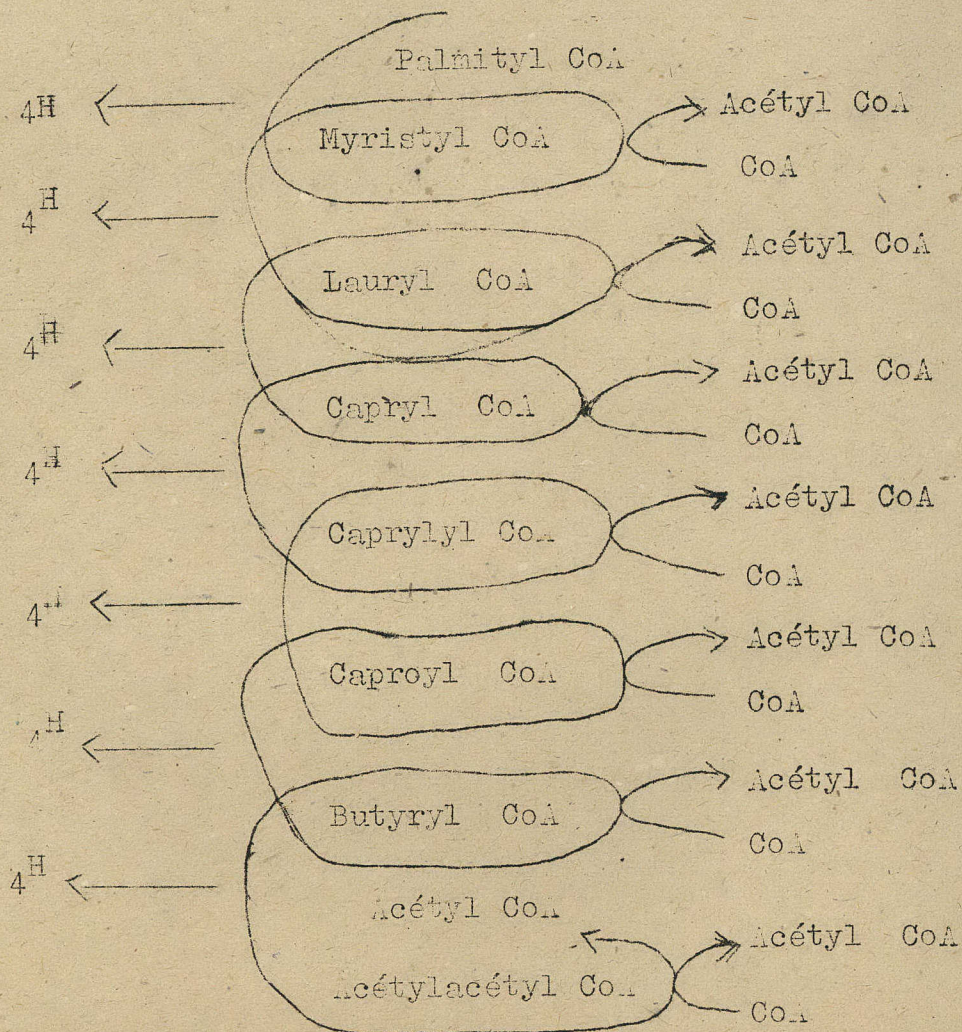 Palmityl CoA
4H
Myristyl CoA
Acétyl CoA
CoA
4H
Lauryl CoA
Acétyl CoA
CoA
4H
Capryl CoA
Acétyl CoA
CoA
4H
Caprylyl CoA
Acétyl CoA
CoA
4H
Caproyl CoA
Acétyl CoA
CoA
4H
Butyryl CoA
Acétyl CoA
CoA
4H
Acétyl CoA
Acétyl CoA
Acétylacétyl CoA
CoA